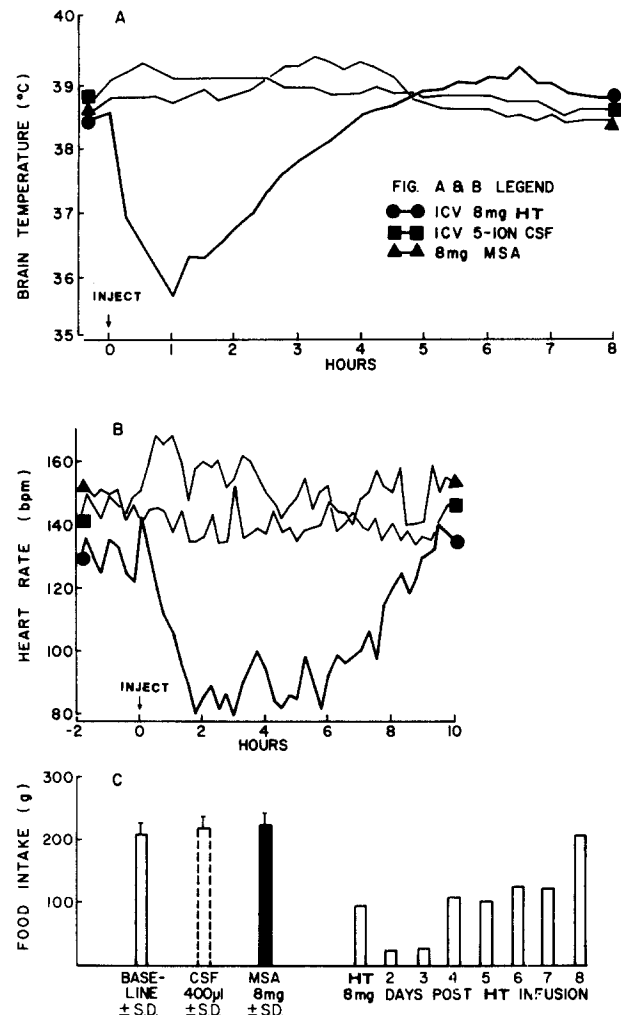 A
40
39
38
37
36
35
BRAIN TEMPERATURE (°C)
FIG. A & B LEGEND
ICV 8mg HT
ICV 5-ION CSF
8mg MSA
INJECT
0 1 2 3 4 5 6 7 8
HOURS
B
160
140
120
100
80
HEART RATE (bpm)
INJECT
-2 0 2 4 6 8 10
HOURS
C
300
200
100
FOOD INTAKE (g)
BASE- CSF MSA HT 2 3 4 5 6 7 8
LINE 400µl 8mg 8mg DAYS POST HT INFUSION
± S.D. ± S.D. ± S.D.